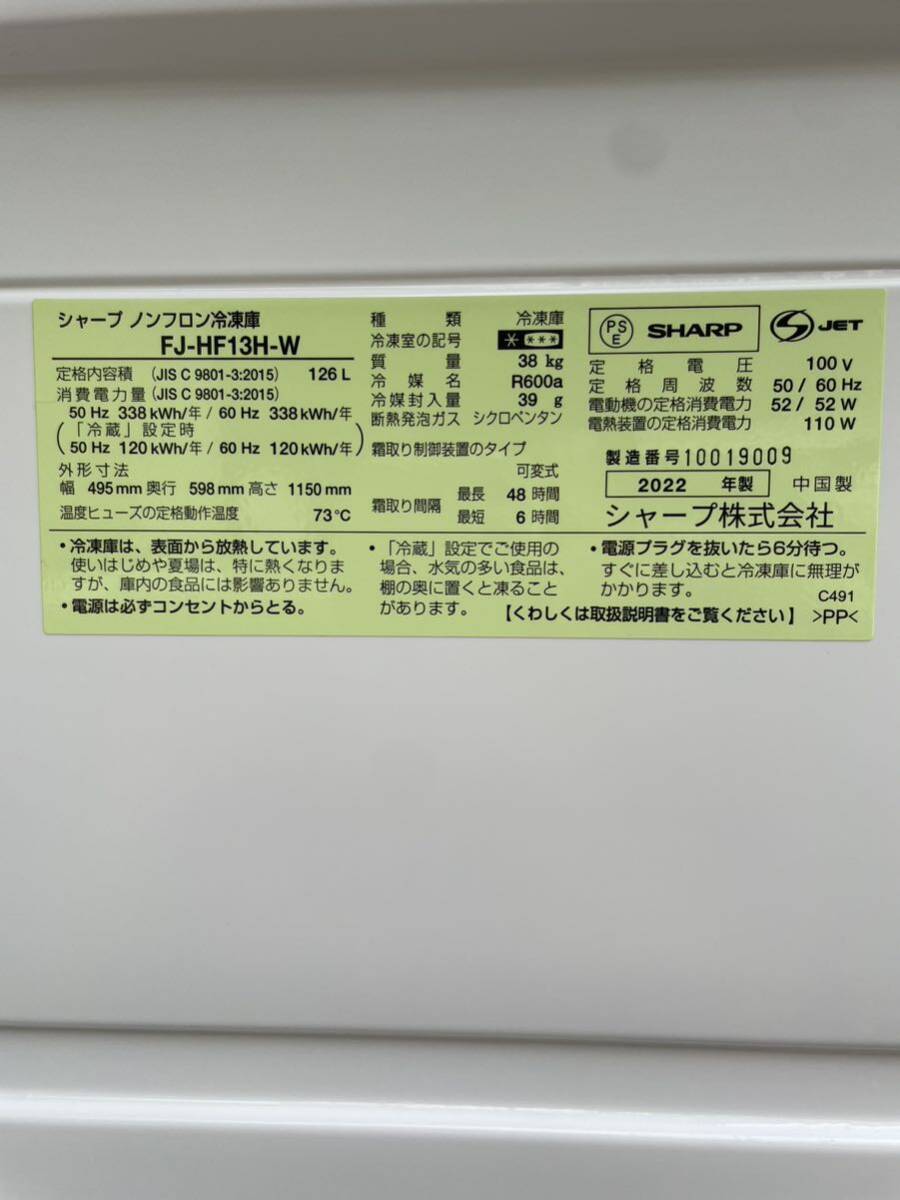 シャープ ノンフロン冷凍庫
FJ-HF13H-W
定格内容積 (JIS C 9801-3:2015) 126 L
消費電力量 (JIS C 9801-3:2015)
50 Hz 338 kWh/年 / 60 Hz 338 kWh/年
(「冷蔵」設定時
50 Hz 120 kWh/年 / 60 Hz 120 kWh/年)
外形寸法
幅 495 mm 奥行 598 mm 高さ 1150 mm
温度ヒューズの定格動作温度 73℃
種類 冷凍庫
冷凍室の記号 * ***
質量 38 kg
冷媒名 R600a
冷媒封入量 39 g
断熱発泡ガス シクロペンタン
霜取り制御装置のタイプ
可変式
霜取り間隔 最長 48 時間
最短 6 時間
PS E SHARP JET
定格電圧 100 V
定格周波数 50 / 60 Hz
電動機の定格消費電力 52 / 52 W
電熱装置の定格消費電力 110 W
製造番号 10019009
2022 年製 中国製
シャープ株式会社
・冷凍庫は、表面から放熱しています。
使いはじめや夏場は、特に熱くなりま
すが、庫内の食品には影響ありません。
・電源は必ずコンセントからとる。
・「冷蔵」設定でご使用の
場合、水気の多い食品は、
棚の奥に置くと凍ること
があります。
・電源プラグを抜いたら6分待つ。
すぐに差し込むと冷凍庫に無理が
かかります。 C491
【くわしくは取扱説明書をご覧ください】 >PP<